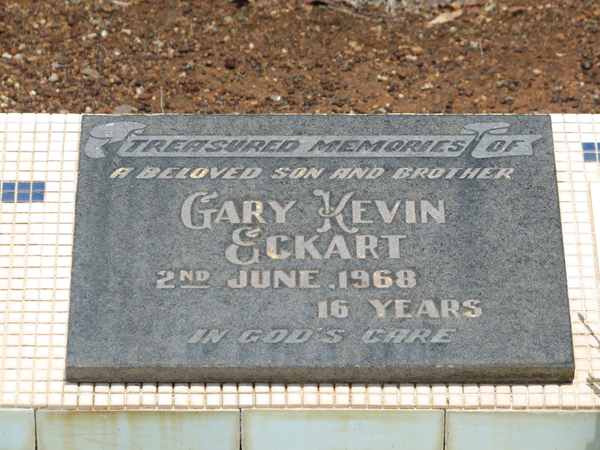 TREASURED MEMORIES OF
A BELOVED SON AND BROTHER
GARY KEVIN
ECKART
2ND JUNE, 1968
16 YEARS
IN GOD'S CARE